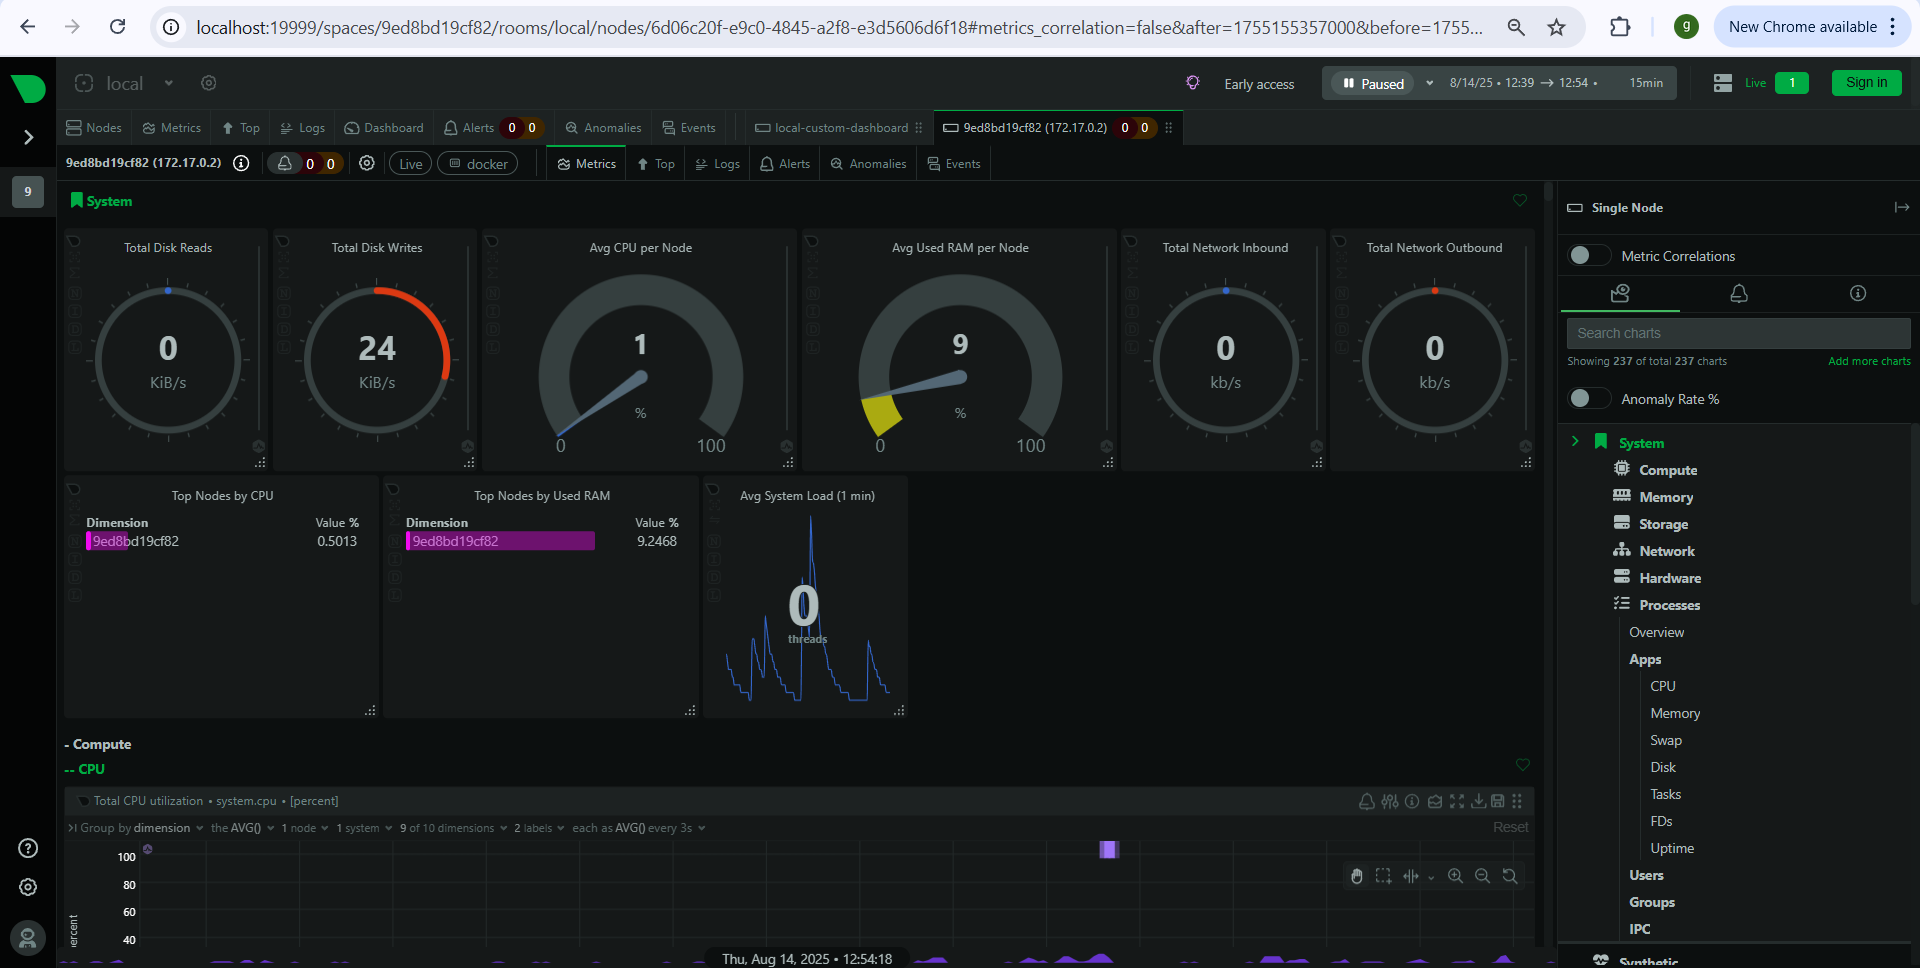 localhost:19999/spaces/9ed8bd19cf82/rooms/local/nodes/6d06c20f-e9c0-4845-a2f8-e3d5606d6f18#metrics_correlation=false&after=1755155357000&before=1755...
g
New Chrome available
local
Early access
Paused
8/14/25 • 12:39 → 12:54 •
15min
Live
1
Sign in
Nodes
Metrics
Top
Logs
Dashboard
Alerts
0 0
Anomalies
Events
local-custom-dashboard
9ed8bd19cf82 (172.17.0.2)
0 0
9ed8bd19cf82 (172.17.0.2)
0 0
Live
docker
Metrics
Top
Logs
Alerts
Anomalies
Events
9
System
Total Disk Reads
0
KiB/s
Total Disk Writes
24
KiB/s
Avg CPU per Node
1
%
0
100
Avg Used RAM per Node
9
%
0
100
Total Network Inbound
0
kb/s
Total Network Outbound
0
kb/s
Top Nodes by CPU
Dimension Value %
9ed8bd19cf82 0.5013
Top Nodes by Used RAM
Dimension Value %
9ed8bd19cf82 9.2468
Avg System Load (1 min)
0
threads
- Compute
-- CPU
Total CPU utilization • system.cpu • [percent]
Group by dimension the AVG() 1 node 1 system 9 of 10 dimensions 2 labels each as AVG() every 3s
Reset
100
80
60
40
percent
Thu, Aug 14, 2025 • 12:54:18
Single Node
Metric Correlations
Search charts
Showing 237 of total 237 charts
Add more charts
Anomaly Rate %
System
Compute
Memory
Storage
Network
Hardware
Processes
Overview
Apps
CPU
Memory
Swap
Disk
Tasks
FDs
Uptime
Users
Groups
IPC
Synthetic